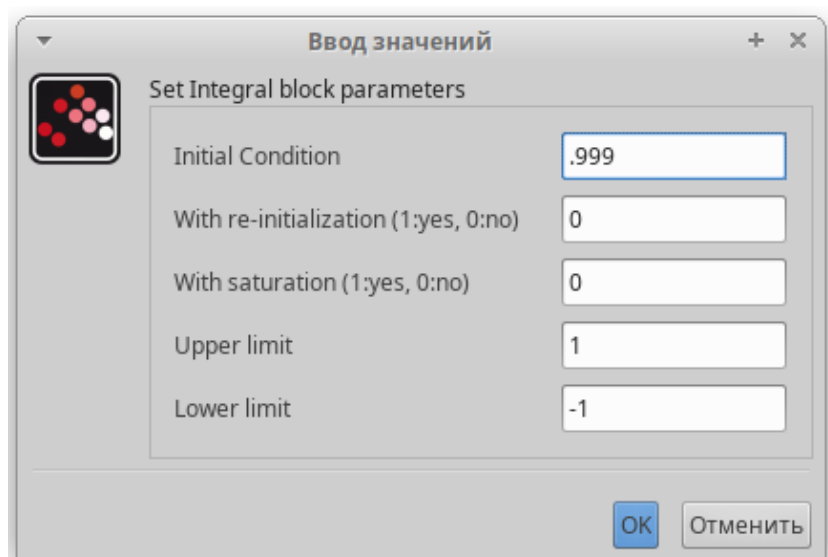 Ввод значений
Set Integral block parameters
Initial Condition .999
With re-initialization (1:yes, 0:no) 0
With saturation (1:yes, 0:no) 0
Upper limit 1
Lower limit -1
OK Отменить